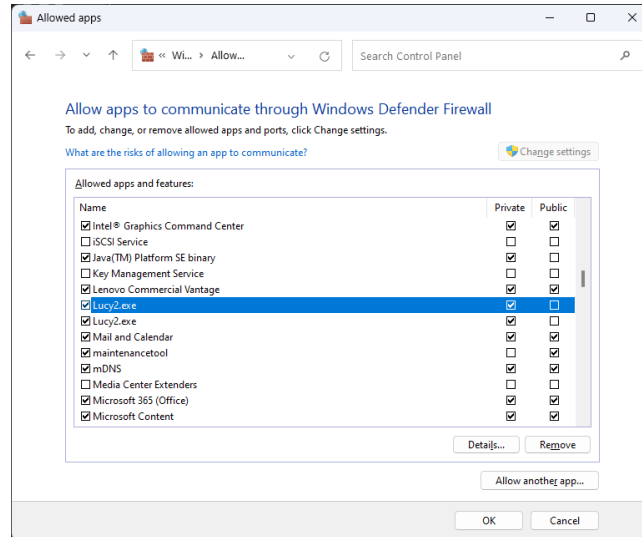 Allowed apps
« Wi... › Allow...
Search Control Panel
Allow apps to communicate through Windows Defender Firewall
To add, change, or remove allowed apps and ports, click Change settings.
What are the risks of allowing an app to communicate?
Change settings
Allowed apps and features:
Name Private Public
Intel® Graphics Command Center
iSCSI Service
Java(TM) Platform SE binary
Key Management Service
Lenovo Commercial Vantage
Lucy2.exe
Lucy2.exe
Mail and Calendar
maintenancetool
mDNS
Media Center Extenders
Microsoft 365 (Office)
Microsoft Content
Details... Remove
Allow another app...
OK Cancel